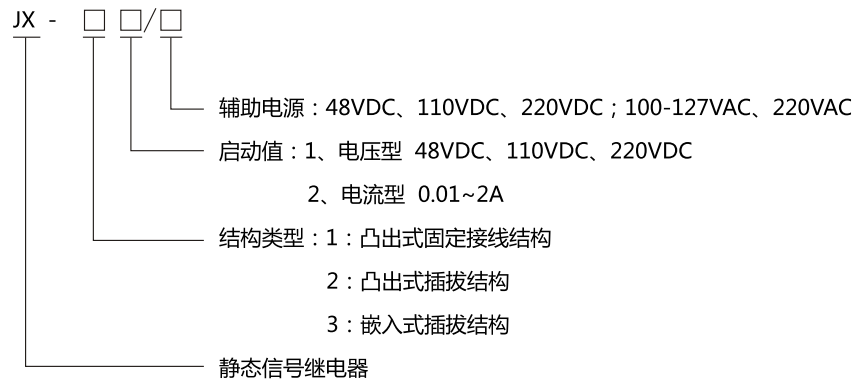 JX - □ □/□
辅助电源：48VDC、110VDC、220VDC；100-127VAC、220VAC
启动值：1、电压型 48VDC、110VDC、220VDC
2、电流型 0.01~2A
结构类型：1：凸出式固定接线结构
2：凸出式插拔结构
3：嵌入式插拔结构
静态信号继电器